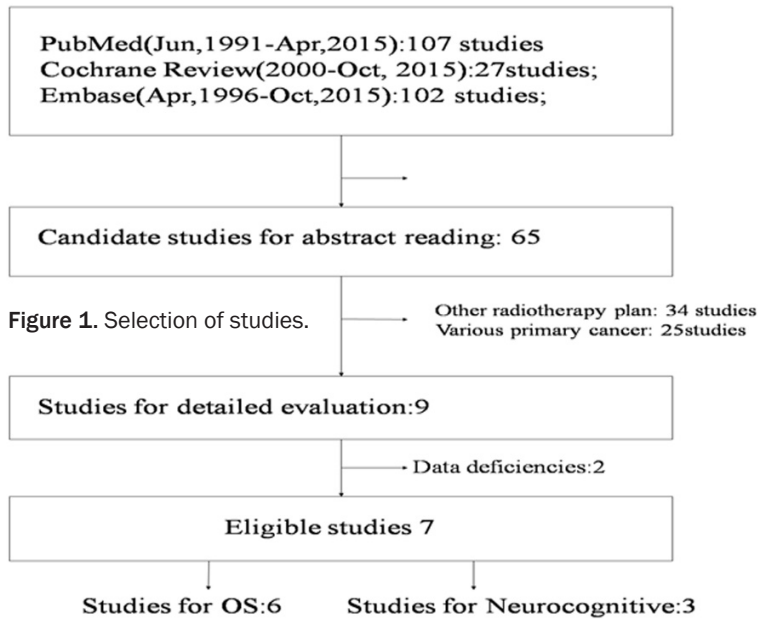 PubMed(Jun,1991-Apr,2015):107 studies
Cochrane Review(2000-Oct, 2015):27studies;
Embase(Apr,1996-Oct,2015):102 studies;
Candidate studies for abstract reading: 65
Figure 1. Selection of studies.
Other radiotherapy plan: 34 studies
Various primary cancer: 25studies
Studies for detailed evaluation:9
Data deficiencies:2
Eligible studies 7
Studies for OS:6
Studies for Neurocognitive:3